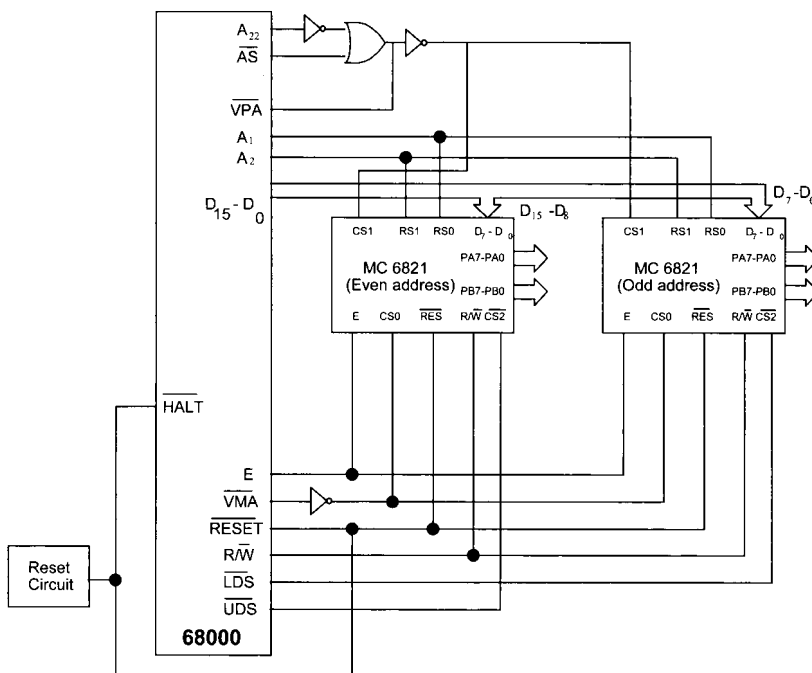 A22
AS
VPA
A1
A2
D15 - D0
D15 -D8
D7 -D0
CS1 RS1 RS0 D7 - D0
MC 6821
(Even address)
PA7-PA0
PB7-PB0
E CS0 RES R/W CS2
CS1 RS1 RS0 D7 - D0
MC 6821
(Odd address)
PA7-PA0
PB7-PB0
E CS0 RES R/W CS2
HALT
E
VMA
RESET
R/W
LDS
UDS
68000
Reset
Circuit